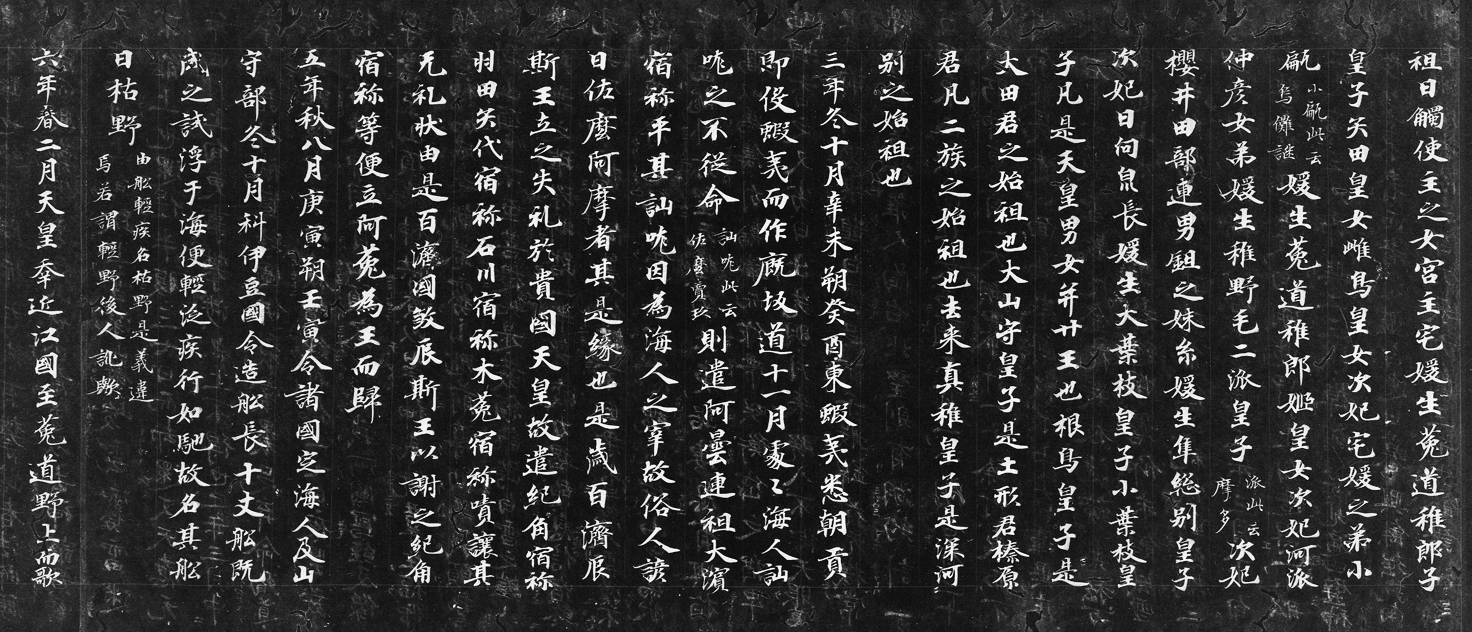 祖日觸使主之女宮主宅媛生菟道稚郎子
皇子矢田皇女雌鳥皇女次妃宅媛之弟小
甂小甂此云烏儺謎媛生菟道稚郎姬皇女次妃河派
仲彦女弟媛生稚野毛二派皇子派此云摩多次妃
櫻井田部連男鉏之妹糸媛生隼総別皇子
次妃日向泉長媛生大葉枝皇子小葉枝皇
子凡是天皇男女并廿王也根鳥皇子是
大田君之始祖也大山守皇子是土形君榛原
君凡二族之始祖也去来真稚皇子是深河
別之始祖也
三年冬十月辛未朔癸酉東蝦夷悉朝貢
即役蝦夷而作廐坂道十一月處〻海人訕
哤之不従命訕哤此云佐麼賣玖則遣阿曇連祖大濱
宿祢平其訕哤因為海人之宰故俗人諺
曰佐麼阿摩者其是縁也是歳百濟辰
斯王立之失礼於貴國天皇故遣紀角宿祢
羽田矢代宿祢石川宿祢木菟宿祢嘖讓其
无礼状由是百濟國敘辰斯王以謝之紀角
宿祢等便立阿菟為王而歸
五年秋八月庚寅朔壬寅令諸國定海人及山
守部冬十月科伊豆國令造舩長十丈舩既
成之試浮于海便輕泛疾行如馳故名其舩
曰枯野由舩輕疾名枯野是義違焉若謂輕野後人訛歟
六年春二月天皇幸近江國至菟道野上而歌